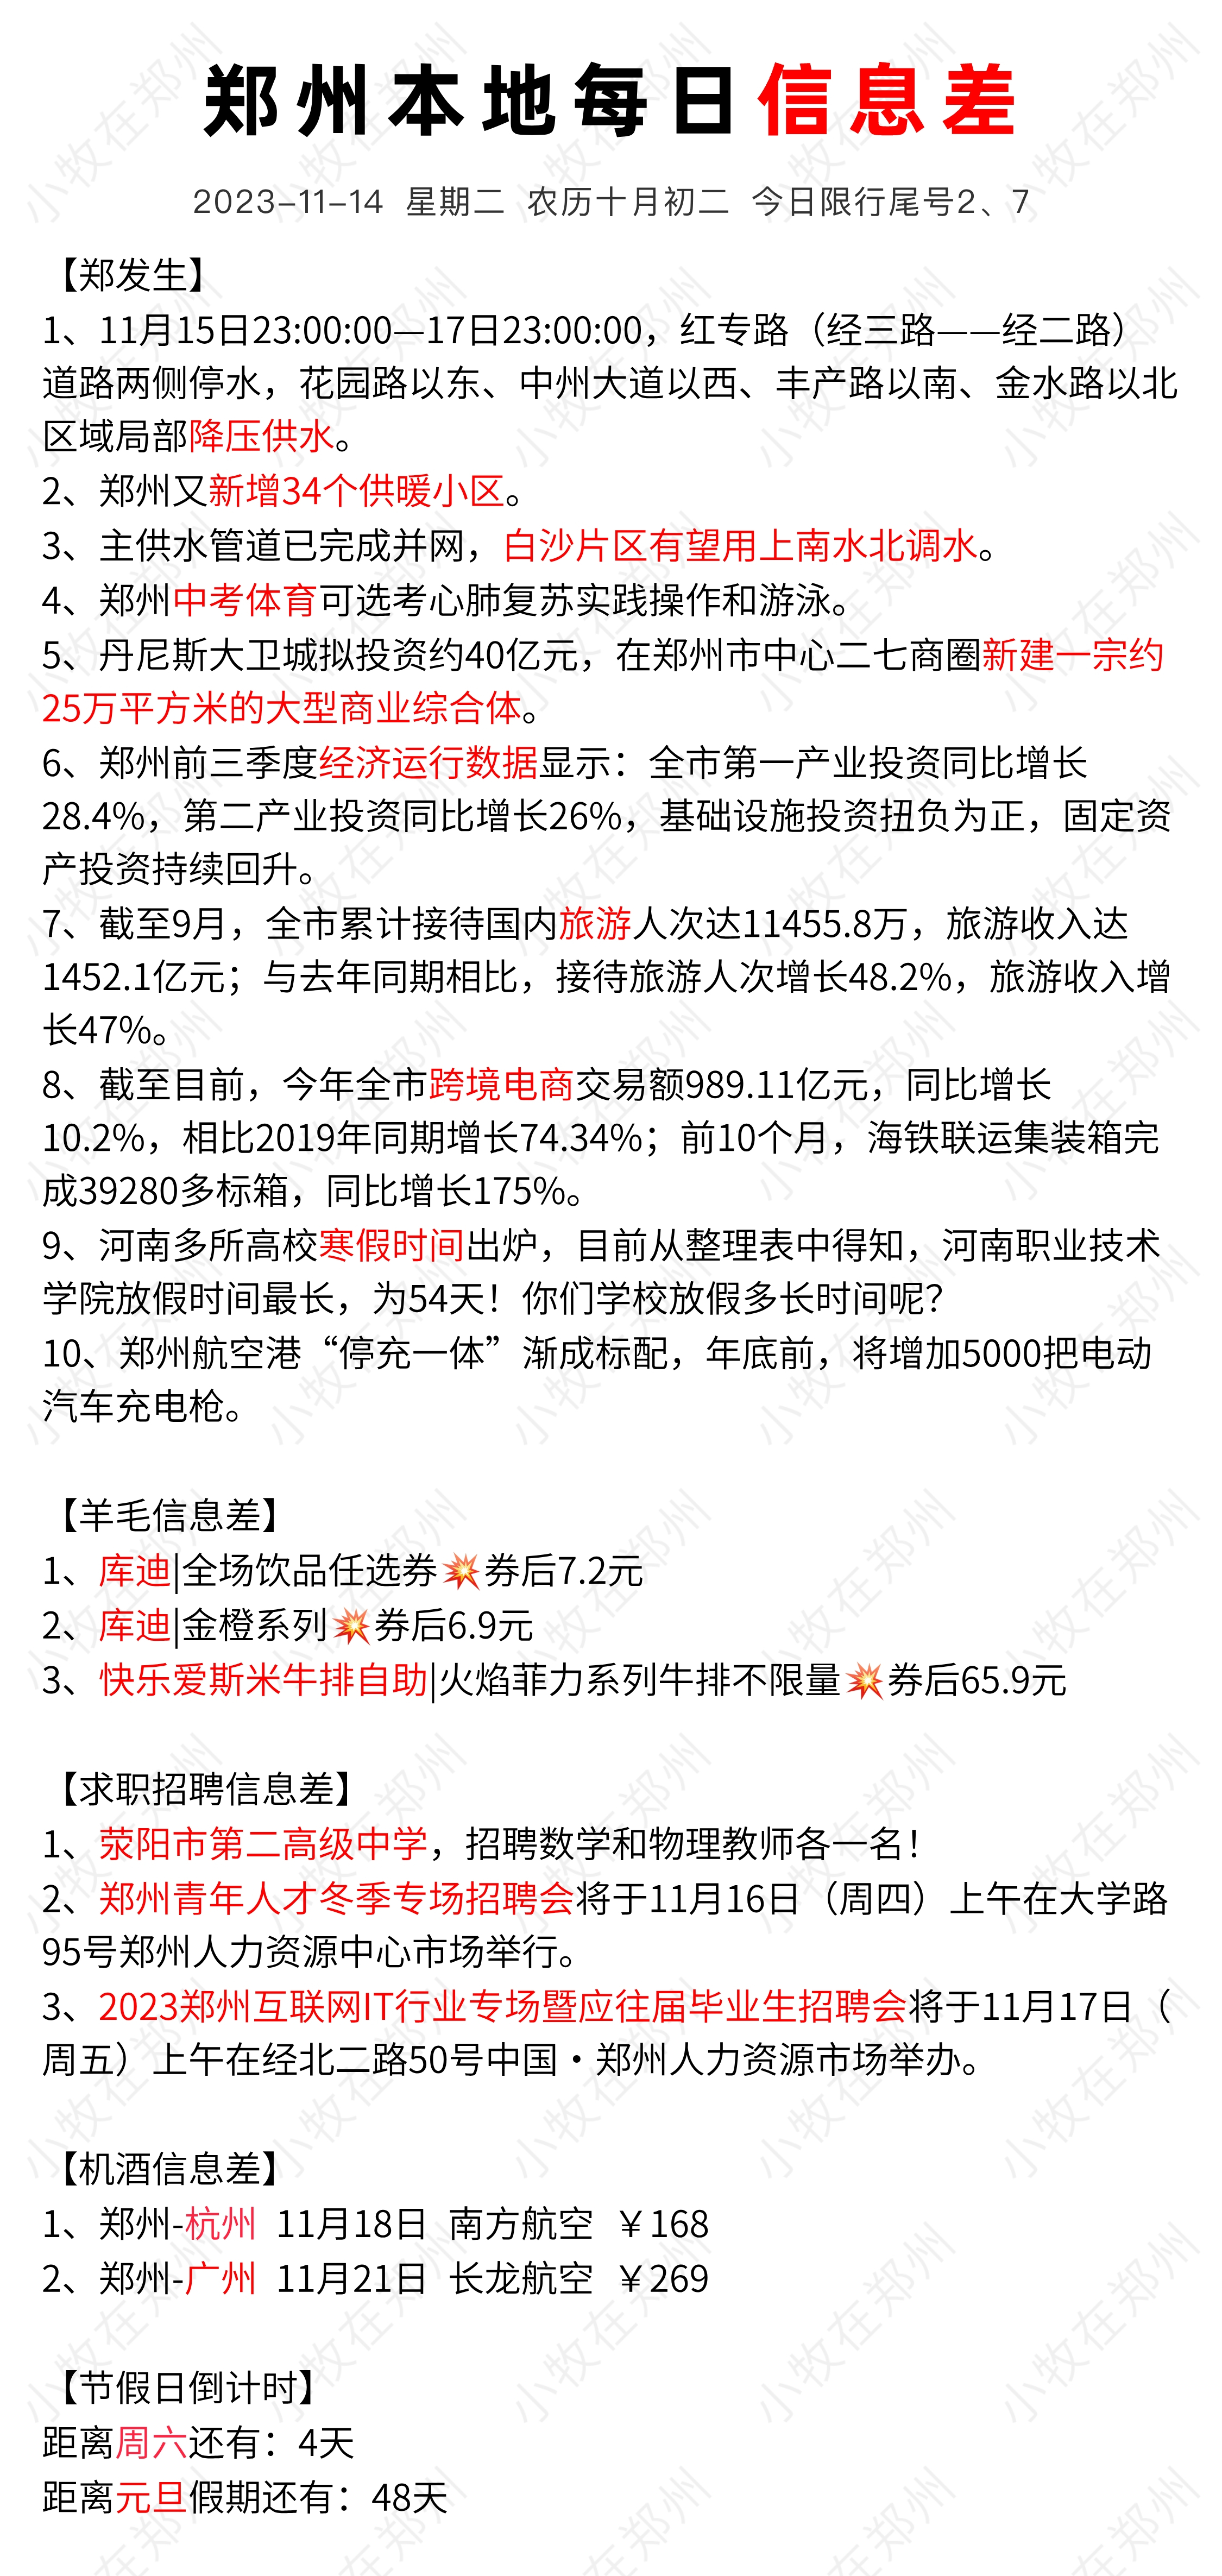 郑州本地每日信息差
2023-11-14 星期二 农历十月初二 今日限行尾号2、7
【郑发生】
1、11月15日23:00:00—17日23:00:00，红专路（经三路——经二路）
道路两侧停水，花园路以东、中州大道以西、丰产路以南、金水路以北
区域局部降压供水。
2、郑州又新增34个供暖小区。
3、主供水管道已完成并网，白沙片区有望用上南水北调水。
4、郑州中考体育可选考心肺复苏实践操作和游泳。
5、丹尼斯大卫城拟投资约40亿元，在郑州市中心二七商圈新建一宗约
25万平方米的大型商业综合体。
6、郑州前三季度经济运行数据显示：全市第一产业投资同比增长
28.4%，第二产业投资同比增长26%，基础设施投资扭负为正，固定资
产投资持续回升。
7、截至9月，全市累计接待国内旅游人次达11455.8万，旅游收入达
1452.1亿元；与去年同期相比，接待旅游人次增长48.2%，旅游收入增
长47%。
8、截至目前，今年全市跨境电商交易额989.11亿元，同比增长
10.2%，相比2019年同期增长74.34%；前10个月，海铁联运集装箱完
成39280多标箱，同比增长175%。
9、河南多所高校寒假时间出炉，目前从整理表中得知，河南职业技术
学院放假时间最长，为54天！你们学校放假多长时间呢？
10、郑州航空港“停充一体”渐成标配，年底前，将增加5000把电动
汽车充电枪。
【羊毛信息差】
1、库迪|全场饮品任选券💥券后7.2元
2、库迪|金橙系列💥券后6.9元
3、快乐爱斯米牛排自助|火焰菲力系列牛排不限量💥券后65.9元
【求职招聘信息差】
1、荥阳市第二高级中学，招聘数学和物理教师各一名！
2、郑州青年人才冬季专场招聘会将于11月16日（周四）上午在大学路
95号郑州人力资源中心市场举行。
3、2023郑州互联网IT行业专场暨应往届毕业生招聘会将于11月17日（
周五）上午在经北二路50号中国·郑州人力资源市场举办。
【机酒信息差】
1、郑州-杭州 11月18日 南方航空 ￥168
2、郑州-广州 11月21日 长龙航空 ￥269
【节假日倒计时】
距离周六还有：4天
距离元旦假期还有：48天
小牧在郑州